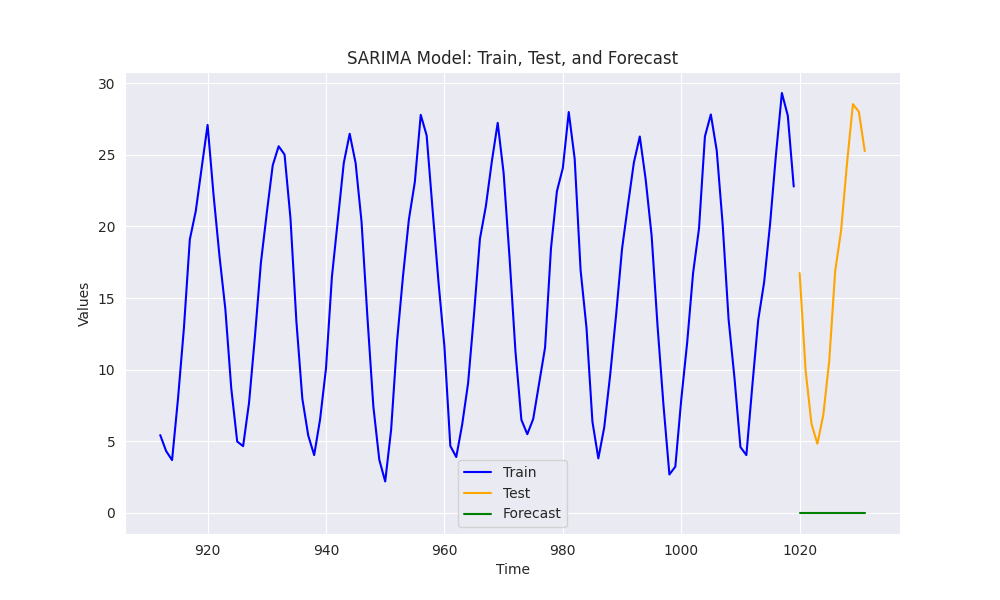 SARIMA Model: Train, Test, and Forecast
30
25
20
15
10
5
0
Values
Train
Test
Forecast
920 940 960 980 1000 1020
Time